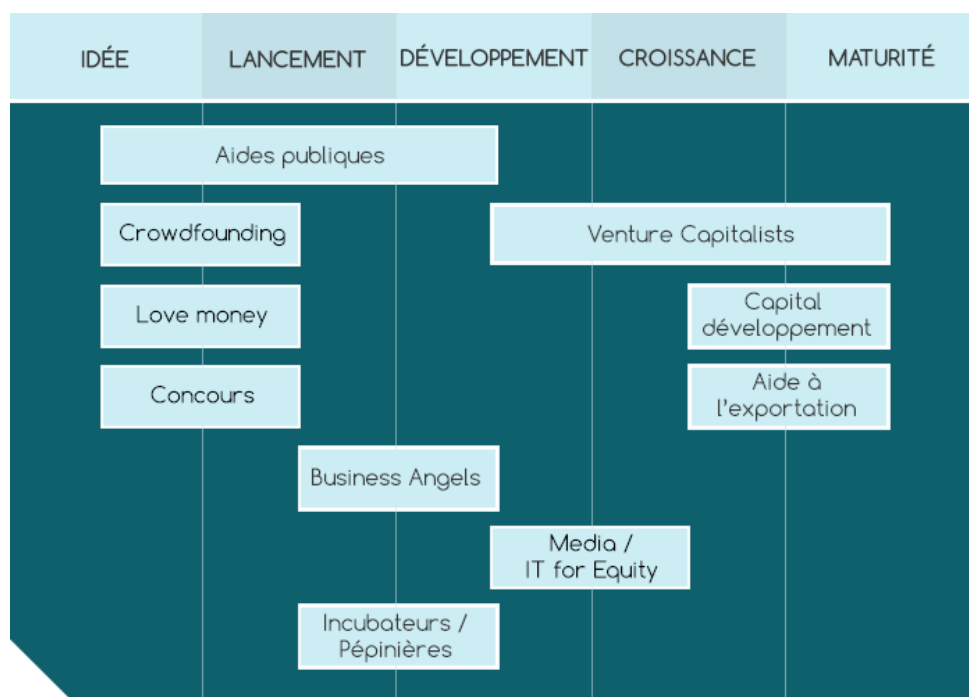 IDÉE
LANCEMENT
DÉVELOPPEMENT
CROISSANCE
MATURITÉ
Aides publiques
Crowdfounding
Venture Capitalists
Love money
Capital
développement
Concours
Aide à
l'exportation
Business Angels
Media /
IT for Equity
Incubateurs /
Pépinières